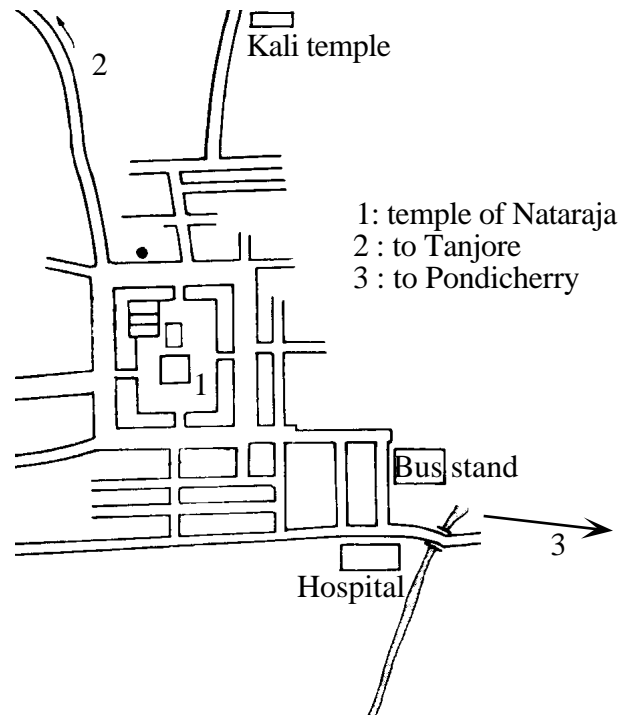 Kali temple
2
1: temple of Nataraja
2 : to Tanjore
3 : to Pondicherry
1
Bus stand
3
Hospital